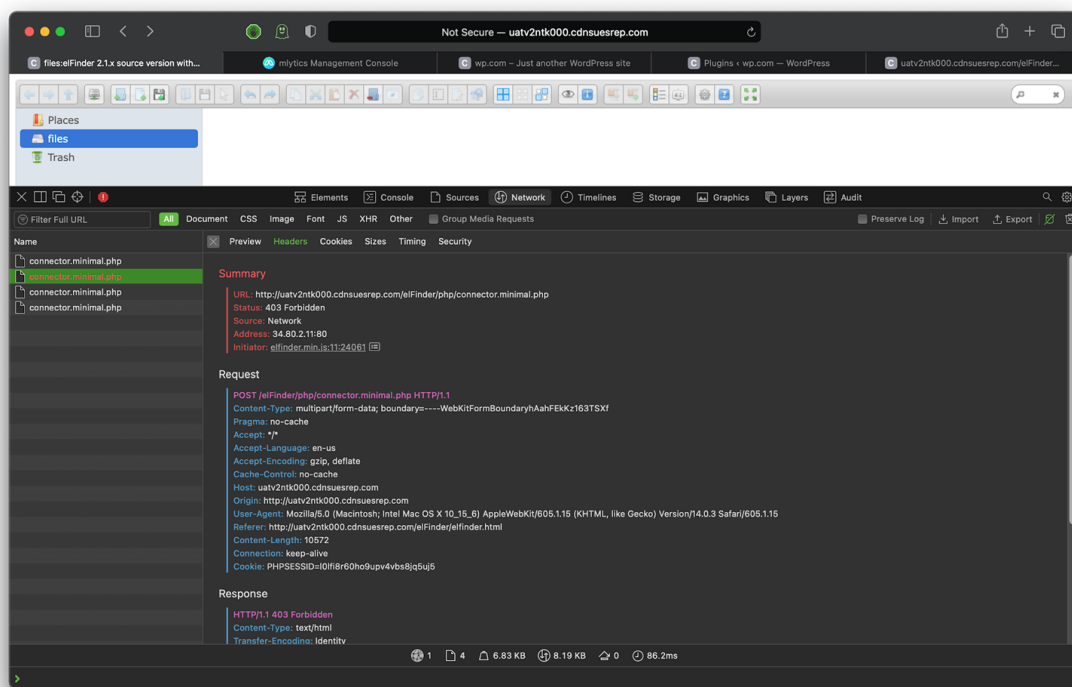 Not Secure — uatv2ntk000.cdnsuesrep.com
files:elFinder 2.1.x source version with...
mlytics Management Console
wp.com – Just another WordPress site
Plugins ‹ wp.com — WordPress
uatv2ntk000.cdnsuesrep.com/elFinder...
Places
files
Trash
Elements
Console
Sources
Network
Timelines
Storage
Graphics
Layers
Audit
Filter Full URL
All
Document
CSS
Image
Font
JS
XHR
Other
Group Media Requests
Preserve Log
Import
Export
Name
Preview
Headers
Cookies
Sizes
Timing
Security
connector.minimal.php
connector.minimal.php
connector.minimal.php
connector.minimal.php
Summary
URL: http://uatv2ntk000.cdnsuesrep.com/elFinder/php/connector.minimal.php
Status: 403 Forbidden
Source: Network
Address: 34.80.2.11:80
Initiator: elfinder.min.js:11:24061
Request
POST /elFinder/php/connector.minimal.php HTTP/1.1
Content-Type: multipart/form-data; boundary=----WebKitFormBoundaryhAahFEkKz163TSXf
Pragma: no-cache
Accept: */*
Accept-Language: en-us
Accept-Encoding: gzip, deflate
Cache-Control: no-cache
Host: uatv2ntk000.cdnsuesrep.com
Origin: http://uatv2ntk000.cdnsuesrep.com
User-Agent: Mozilla/5.0 (Macintosh; Intel Mac OS X 10_15_6) AppleWebKit/605.1.15 (KHTML, like Gecko) Version/14.0.3 Safari/605.1.15
Referer: http://uatv2ntk000.cdnsuesrep.com/elFinder/elfinder.html
Content-Length: 10572
Connection: keep-alive
Cookie: PHPSESSID=l0lfi8r60ho9upv4vbs8jq5uj5
Response
HTTP/1.1 403 Forbidden
Content-Type: text/html
Transfer-Encoding: Identity
1
4
6.83 KB
8.19 KB
0
86.2ms